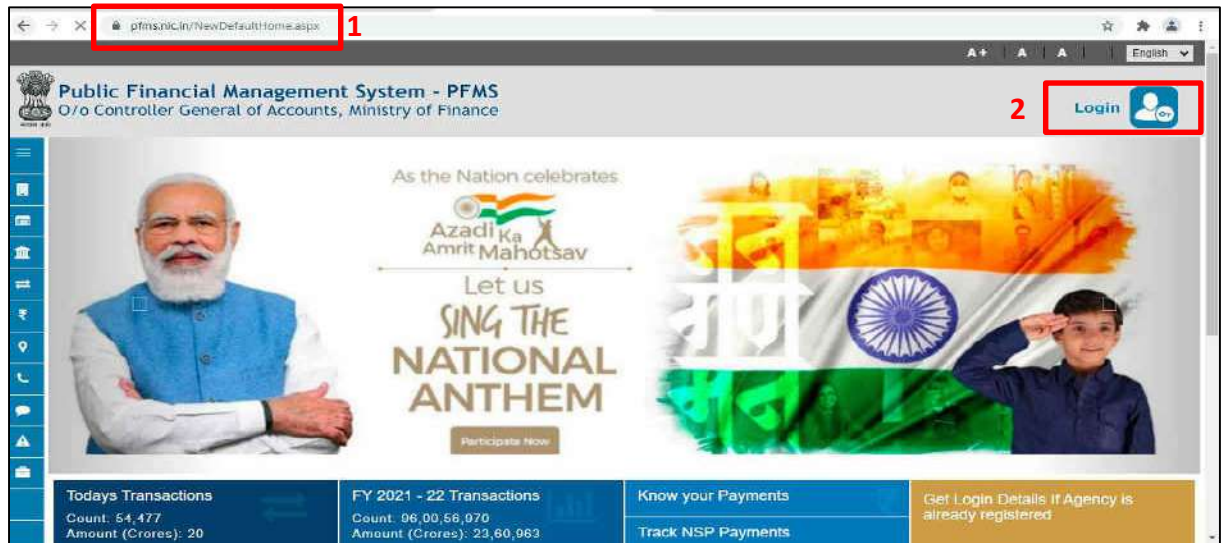 pfms.nic.in/NewDefaultHome.aspx
1
A+ | A | A | | English
Public Financial Management System - PFMS
O/o Controller General of Accounts, Ministry of Finance
2
Login
As the Nation celebrates
Azadi Ka
Amrit Mahotsav
Let us
SING THE
NATIONAL
ANTHEM
Participate Now
जन
गण
मन
Todays Transactions
Count: 54,477
Amount (Crores): 20
FY 2021 - 22 Transactions
Count: 96,00,56,970
Amount (Crores): 23,60,963
Know your Payments
Track NSP Payments
Get Login Details If Agency is
already registered